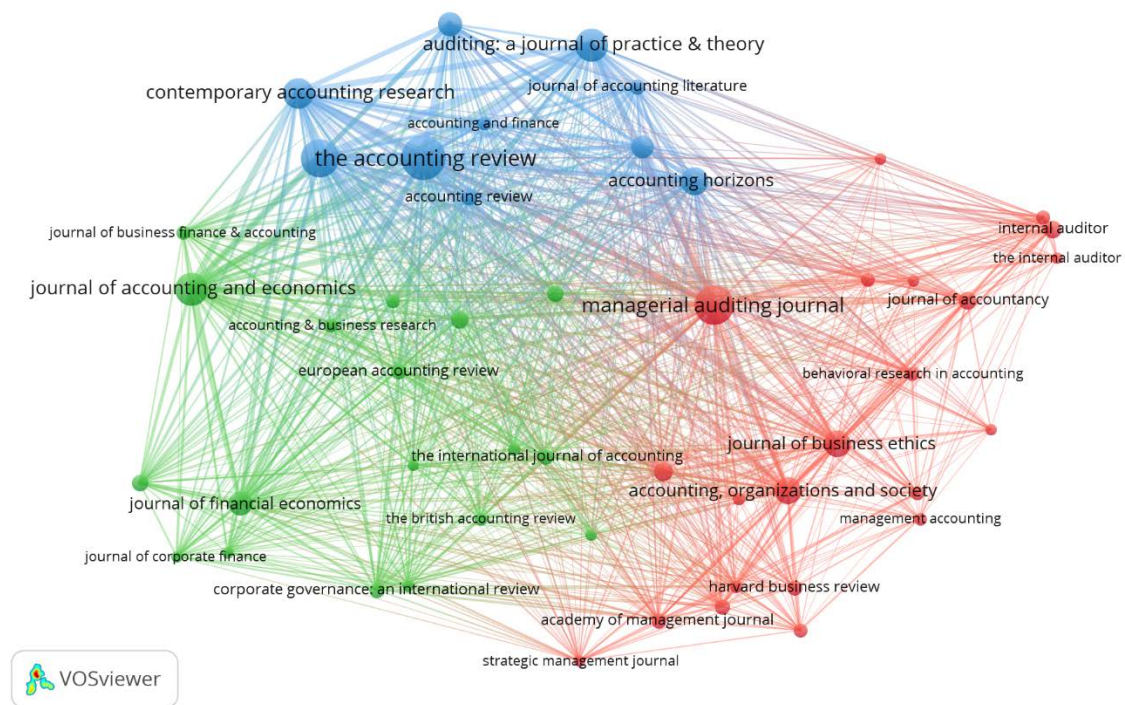 auditing: a journal of practice & theory
journal of accounting literature
contemporary accounting research
accounting and finance
the accounting review
accounting horizons
accounting review
internal auditor
journal of business finance & accounting
the internal auditor
journal of accounting and economics
journal of accountancy
managerial auditing journal
accounting & business research
european accounting review
behavioral research in accounting
journal of business ethics
the international journal of accounting
accounting, organizations and society
journal of financial economics
the british accounting review
management accounting
journal of corporate finance
corporate governance: an international review
harvard business review
academy of management journal
strategic management journal
VOSviewer